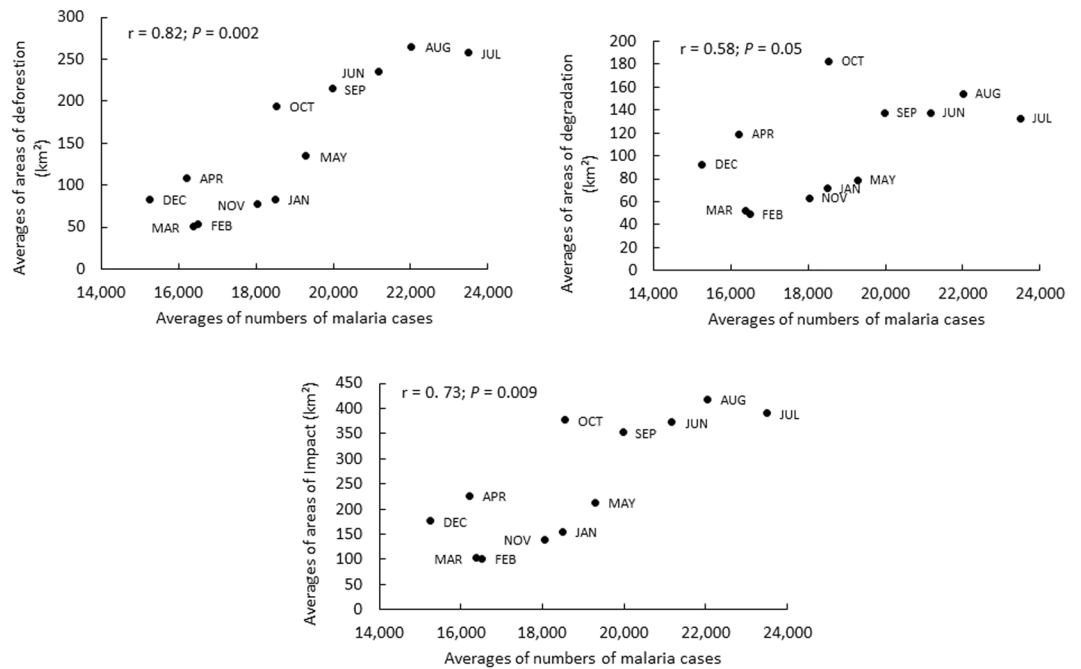 r = 0.82; P = 0.002
Averages of areas of deforestion
(km²)
300
250
200
150
100
50
0
AUG
JUL
JUN
SEP
OCT
MAY
APR
DEC
JAN
NOV
FEB
MAR
14,000 16,000 18,000 20,000 22,000 24,000
Averages of numbers of malaria cases
r = 0.58; P = 0.05
Averages of areas of degradation
(km²)
200
180
160
140
120
100
80
60
40
20
0
OCT
AUG
SEP
JUN
JUL
APR
DEC
MAY
JAN
NOV
MAR
FEB
14,000 16,000 18,000 20,000 22,000 24,000
Averages of numbers of malaria cases
r = 0. 73; P = 0.009
Averages of areas of Impact (km²)
450
400
350
300
250
200
150
100
50
0
AUG
JUL
OCT
JUN
SEP
APR
MAY
DEC
JAN
NOV
MAR
FEB
14,000 16,000 18,000 20,000 22,000 24,000
Averages of numbers of malaria cases